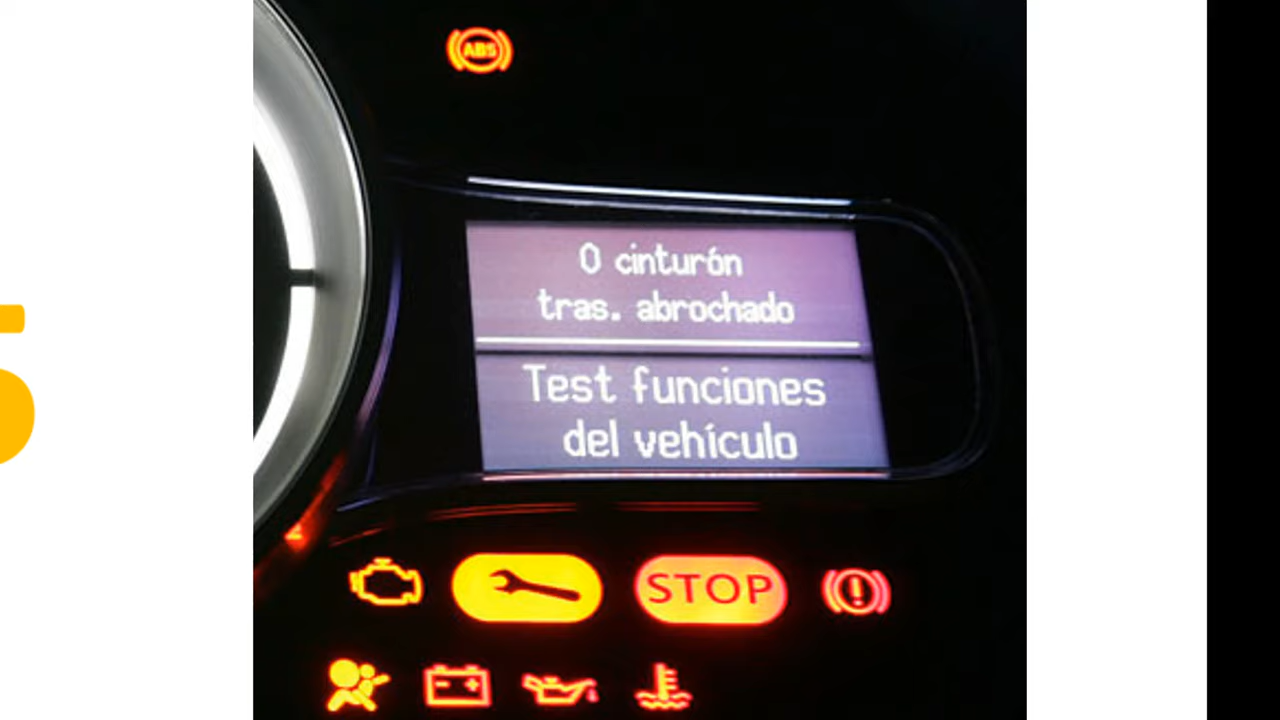 ABS
0 cinturón
tras. abrochado
Test funciones
del vehículo
STOP